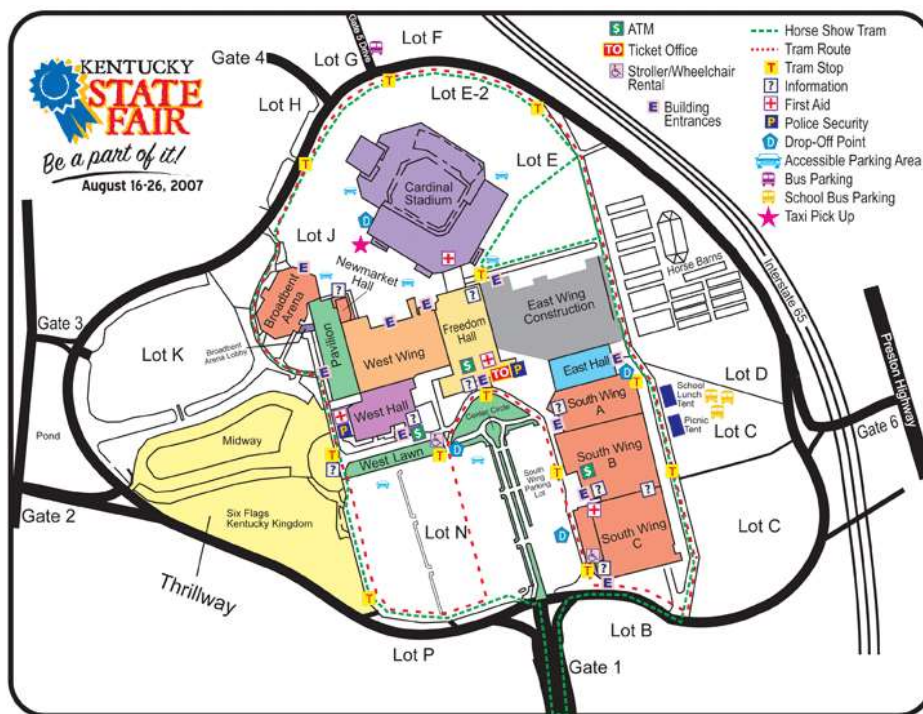 KENTUCKY
STATE
FAIR
Be a part of it!
August 16-26, 2007
$ ATM
TO Ticket Office
Stroller/Wheelchair
Rental
E Building
Entrances
Horse Show Tram
Tram Route
T Tram Stop
? Information
First Aid
P Police Security
D Drop-Off Point
Accessible Parking Area
Bus Parking
School Bus Parking
Taxi Pick Up
Gate 5 Drive
Lot F
Lot G
Gate 4
Lot H
Lot E-2
Lot E
Cardinal
Stadium
Lot J
Newmarket
Hall
Broadbent
Arena
Broadbent
Arena Lobby
Pavilion
West Wing
Freedom
Hall
East Wing
Construction
Horse Barns
Interstate 65
Preston Highway
Gate 3
Lot K
West Hall
East Hall
Lot D
School
Lunch
Tent
Picnic
Tent
Lot C
Gate 6
South Wing
A
Center Circle
Midway
Pond
West Lawn
South
Wing
Parking
Lot
South Wing
B
Gate 2
Six Flags
Kentucky Kingdom
Lot N
South Wing
C
Lot C
Thrillway
Lot P
Lot B
Gate 1